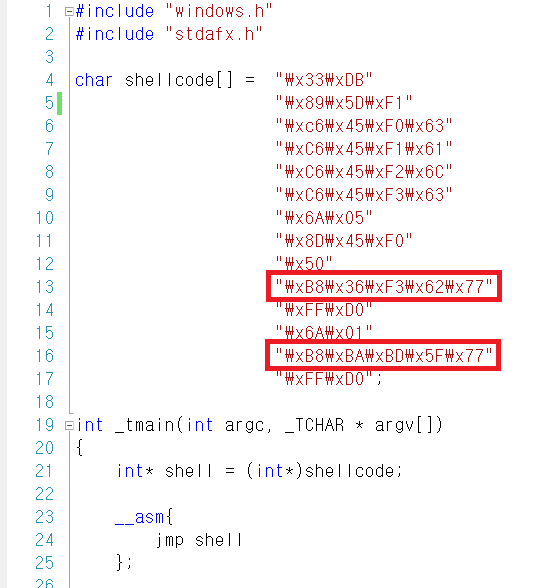 1 #include "windows.h"
2 #include "stdafx.h"
3
4 char shellcode[] = "₩x33₩xDB"
5 "₩x89₩x5D₩xF1"
6 "₩xc6₩x45₩xF0₩x63"
7 "₩xC6₩x45₩xF1₩x61"
8 "₩xC6₩x45₩xF2₩x6C"
9 "₩xC6₩x45₩xF3₩x63"
10 "₩x6A₩x05"
11 "₩x8D₩x45₩xF0"
12 "₩x50"
13 "₩xB8₩x36₩xF3₩x62₩x77"
14 "₩xFF₩xD0"
15 "₩x6A₩x01"
16 "₩xB8₩xBA₩xBD₩x5F₩x77"
17 "₩xFF₩xD0";
18
19 int _tmain(int argc, _TCHAR * argv[])
20 {
21 int* shell = (int*)shellcode;
22
23 __asm{
24 jmp shell
25 };
26